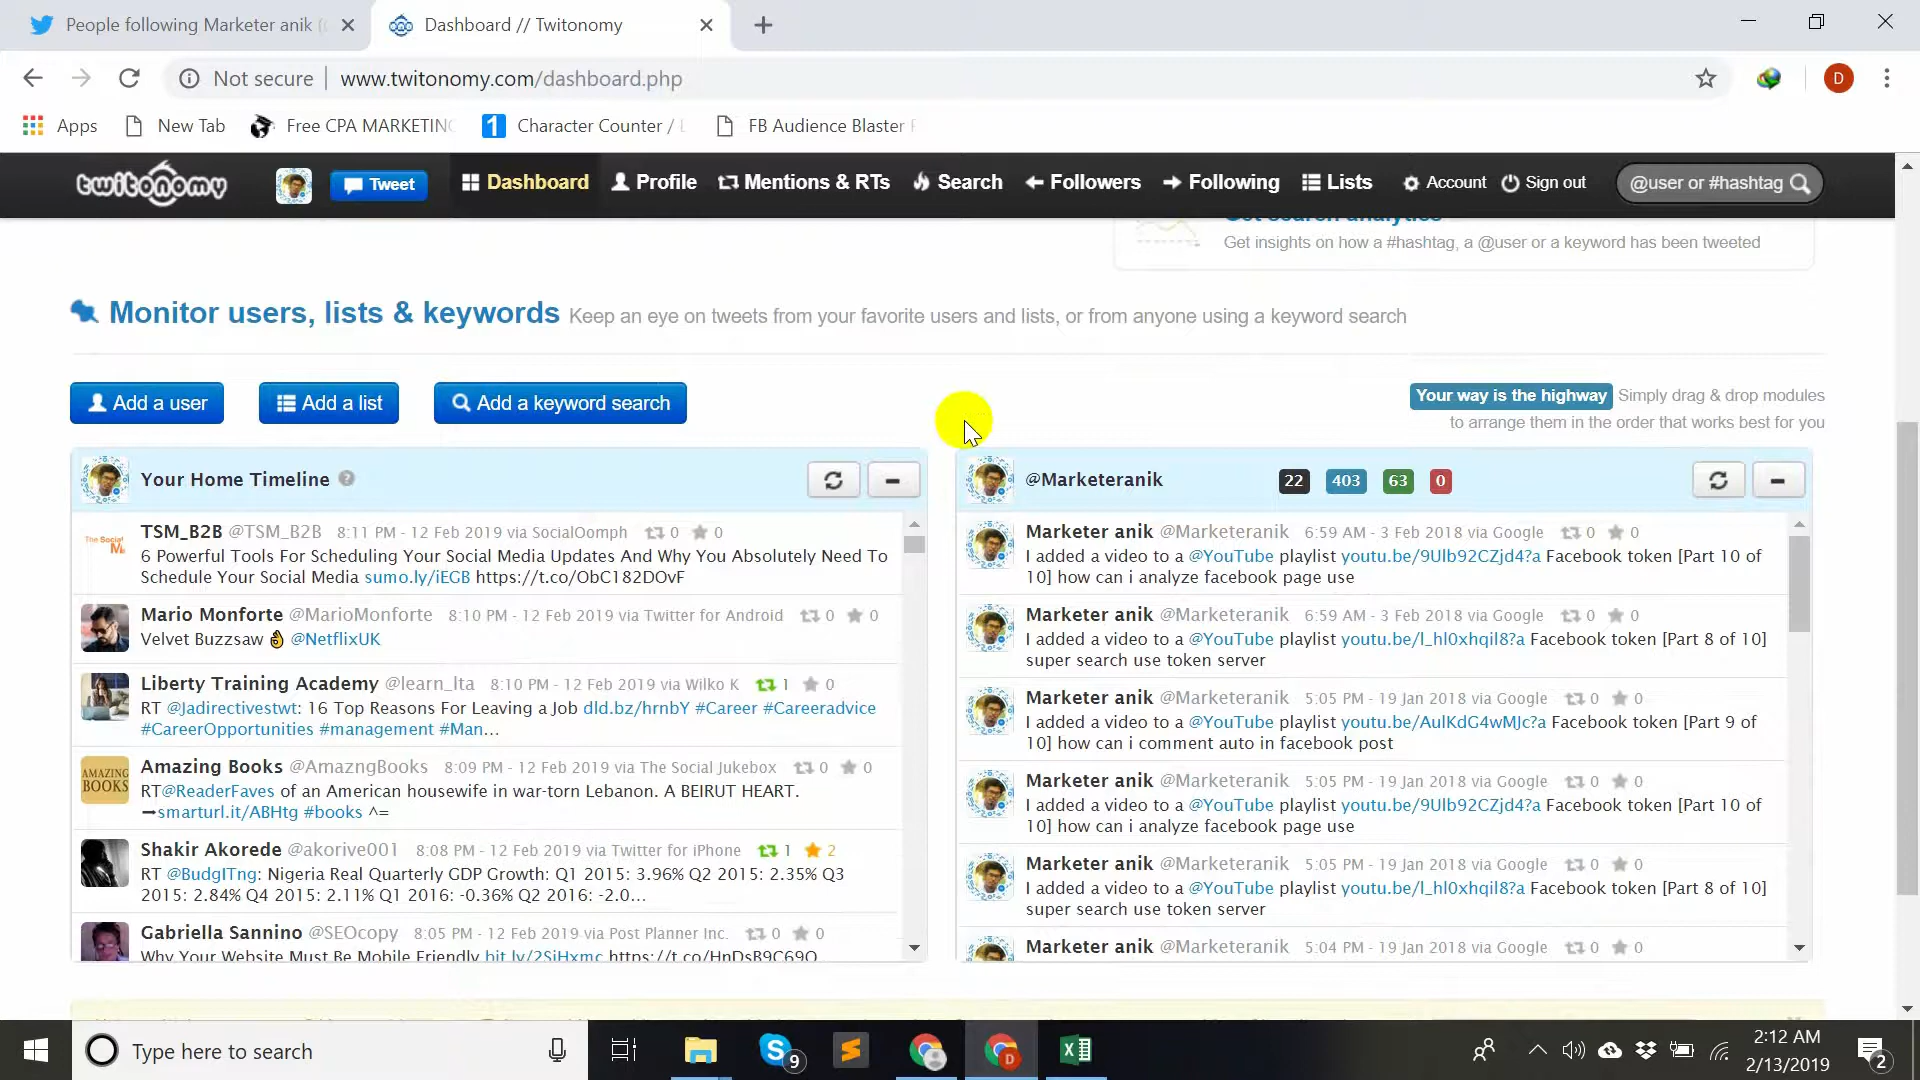 People following Marketer anik
Dashboard // Twitonomy
Not secure
www.twitonomy.com/dashboard.php
D
Apps
New Tab
Free CPA MARKETING
1
Character Counter /
FB Audience Blaster
twitonomy
Tweet
Dashboard
Profile
Mentions & RTs
Search
Followers
Following
Lists
Account
Sign out
@user or #hashtag
Get search analytics
Get insights on how a #hashtag, a @user or a keyword has been tweeted
Monitor users, lists & keywords Keep an eye on tweets from your favorite users and lists, or from anyone using a keyword search
Add a user
Add a list
Add a keyword search
Your way is the highway Simply drag & drop modules
to arrange them in the order that works best for you
Your Home Timeline ?
TSM_B2B @TSM_B2B 8:11 PM - 12 Feb 2019 via SocialOomph 0 0
6 Powerful Tools For Scheduling Your Social Media Updates And Why You Absolutely Need To
Schedule Your Social Media sumo.ly/iEGB https://t.co/ObC182DOvF
Mario Monforte @MarioMonforte 8:10 PM - 12 Feb 2019 via Twitter for Android 0 0
Velvet Buzzsaw 👌 @NetflixUK
Liberty Training Academy @learn_lta 8:10 PM - 12 Feb 2019 via Wilko K 1 0
RT @Jadirectivestwt: 16 Top Reasons For Leaving a Job dld.bz/hrnbY #Career #Careeradvice
#CareerOpportunities #management #Man...
AMAZING
BOOKS
Amazing Books @AmazngBooks 8:09 PM - 12 Feb 2019 via The Social Jukebox 0 0
RT@ReaderFaves of an American housewife in war-torn Lebanon. A BEIRUT HEART.
➞smarturl.it/ABHtg #books ^=
Shakir Akorede @akorive001 8:08 PM - 12 Feb 2019 via Twitter for iPhone 1 2
RT @BudgITng: Nigeria Real Quarterly GDP Growth: Q1 2015: 3.96% Q2 2015: 2.35% Q3
2015: 2.84% Q4 2015: 2.11% Q1 2016: -0.36% Q2 2016: -2.0...
Gabriella Sannino @SEOcopy 8:05 PM - 12 Feb 2019 via Post Planner Inc. 0 0
Why Your Website Must Be Mobile Friendly bit.ly/2SiHxmc https://t.co/HnDsB9C69O
@Marketeranik 22 403 63 0
Marketer anik @Marketeranik 6:59 AM - 3 Feb 2018 via Google 0 0
I added a video to a @YouTube playlist youtu.be/9Ulb92CZjd4?a Facebook token [Part 10 of
10] how can i analyze facebook page use
Marketer anik @Marketeranik 6:59 AM - 3 Feb 2018 via Google 0 0
I added a video to a @YouTube playlist youtu.be/l_hl0xhqil8?a Facebook token [Part 8 of 10]
super search use token server
Marketer anik @Marketeranik 5:05 PM - 19 Jan 2018 via Google 0 0
I added a video to a @YouTube playlist youtu.be/AulKdG4wMJc?a Facebook token [Part 9 of
10] how can i comment auto in facebook post
Marketer anik @Marketeranik 5:05 PM - 19 Jan 2018 via Google 0 0
I added a video to a @YouTube playlist youtu.be/9Ulb92CZjd4?a Facebook token [Part 10 of
10] how can i analyze facebook page use
Marketer anik @Marketeranik 5:05 PM - 19 Jan 2018 via Google 0 0
I added a video to a @YouTube playlist youtu.be/l_hl0xhqil8?a Facebook token [Part 8 of 10]
super search use token server
Marketer anik @Marketeranik 5:04 PM - 19 Jan 2018 via Google 0 0
Type here to search
9
D
2:12 AM
2/13/2019
2